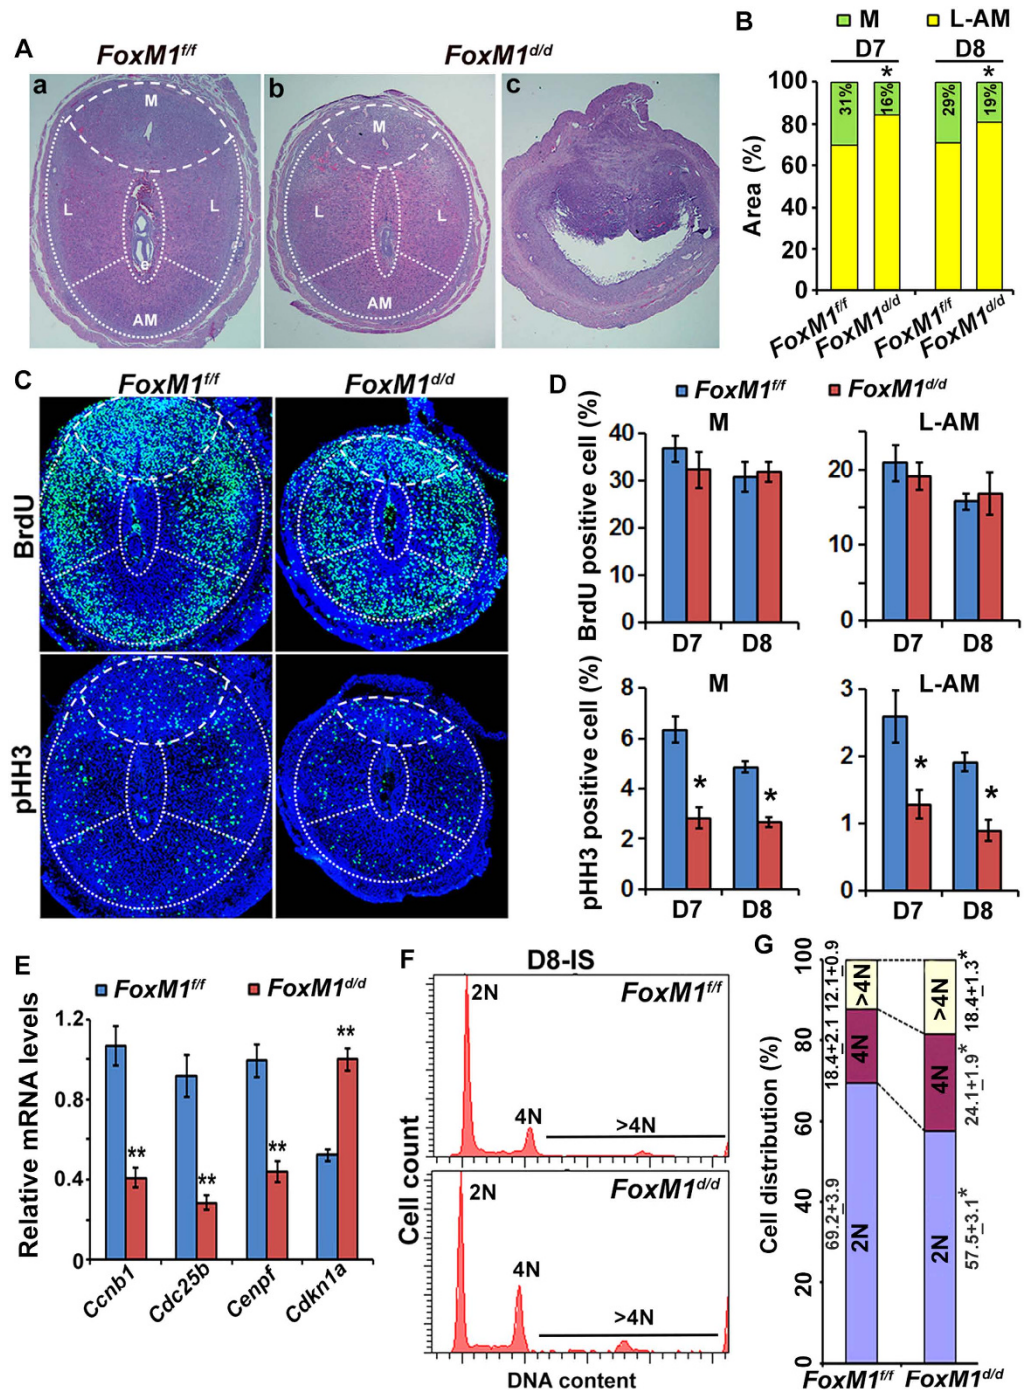 A
FoxM1f/f
FoxM1d/d
a
b
c
M
M
L
L
L
L
e
AM
AM
B
M
L-AM
D7
D8
*
*
Area (%)
100
80
60
40
20
0
31%
16%
29%
19%
FoxM1f/f
FoxM1d/d
FoxM1f/f
FoxM1d/d
C
FoxM1f/f
FoxM1d/d
BrdU
pHH3
D
FoxM1f/f
FoxM1d/d
M
L-AM
BrdU positive cell (%)
40
30
30
10
0
20
10
0
D7
D8
D7
D8
M
L-AM
pHH3 positive cell (%)
8
6
4
2
0
3
2
1
0
*
*
*
*
D7
D8
D7
D8
E
FoxM1f/f
FoxM1d/d
Relative mRNA levels
1.2
0.8
0.4
0
**
**
**
**
Ccnb1
Cdc25b
Cenpf
Cdkn1a
F
D8-IS
2N
FoxM1f/f
4N
>4N
Cell count
2N
FoxM1d/d
4N
>4N
DNA content
G
Cell distribution (%)
100
80
60
40
20
0
12.1±0.9
18.4±2.1
69.2±3.9
>4N
4N
2N
>4N
4N
2N
18.4±1.3*
24.1±1.9*
57.5±3.1*
FoxM1f/f
FoxM1d/d